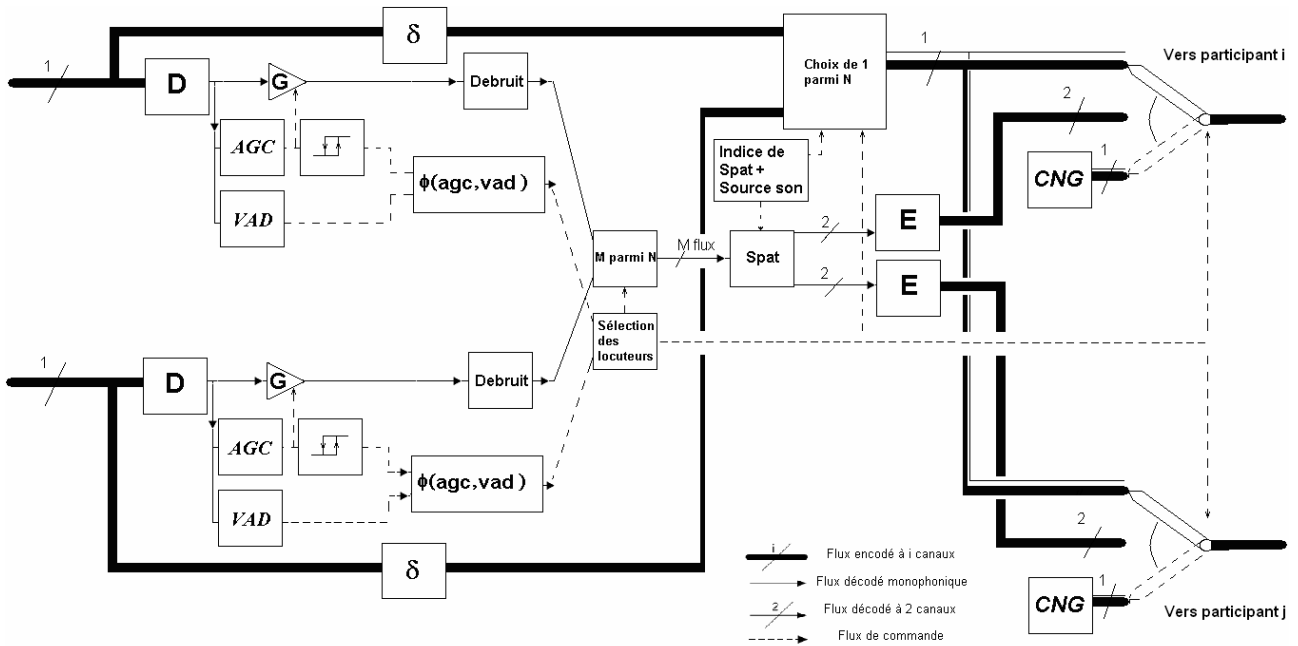 1
δ
D
G
Debruit
AGC
VAD
ϕ(agc,vad)
Choix de 1
parmi N
1
Vers participant i
2
CNG
1
Indice de
Spat +
Source son
M parmi N
M flux
Spat
2
2
E
E
Sélection
des
locuteurs
1
D
G
Debruit
AGC
VAD
ϕ(agc,vad)
δ
2
CNG
1
Vers participant j
i
Flux encodé à i canaux
Flux décodé monophonique
2
Flux décodé à 2 canaux
Flux de commande